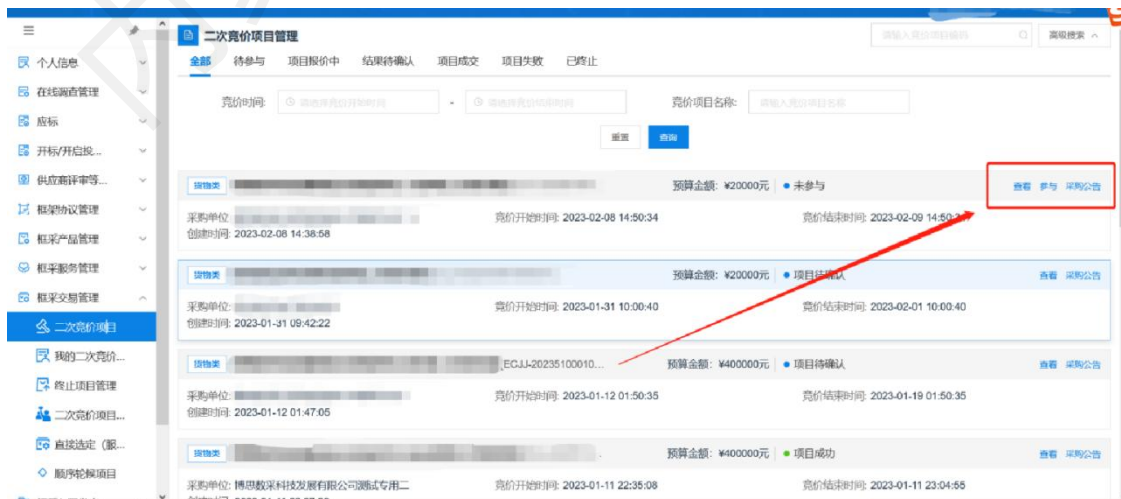 二次竞价项目管理
请输入竞价项目编码
高级搜索
全部 待参与 项目报价中 结果待确认 项目成交 项目失败 已终止
竞价时间: 请选择竞价开始时间 - 请选择竞价结束时间 竞价项目名称: 请输入竞价项目名称
重置 查询
个人信息
在线调查管理
应标
开标/开启投...
供应商评审等...
框架协议管理
框采产品管理
框采服务管理
框采交易管理
二次竞价项目
我的二次竞价...
终止项目管理
二次竞价项目...
直接选定（服...
顺序轮候项目
货物类 预算金额: ¥20000元 未参与 查看 参与 采购公告
采购单位: 竞价开始时间: 2023-02-08 14:50:34 竞价结束时间: 2023-02-09 14:50:34
创建时间: 2023-02-08 14:38:58
货物类 预算金额: ¥20000元 项目待确认 查看 采购公告
采购单位: 竞价开始时间: 2023-01-31 10:00:40 竞价结束时间: 2023-02-01 10:00:40
创建时间: 2023-01-31 09:42:22
货物类 _ECJJ-20235100010... 预算金额: ¥400000元 项目待确认 查看 采购公告
采购单位: 竞价开始时间: 2023-01-12 01:50:35 竞价结束时间: 2023-01-19 01:50:35
创建时间: 2023-01-12 01:47:05
货物类 预算金额: ¥400000元 项目成功 查看 采购公告
采购单位: 博思数采科技发展有限公司测试专用二 竞价开始时间: 2023-01-11 22:35:08 竞价结束时间: 2023-01-11 23:04:55